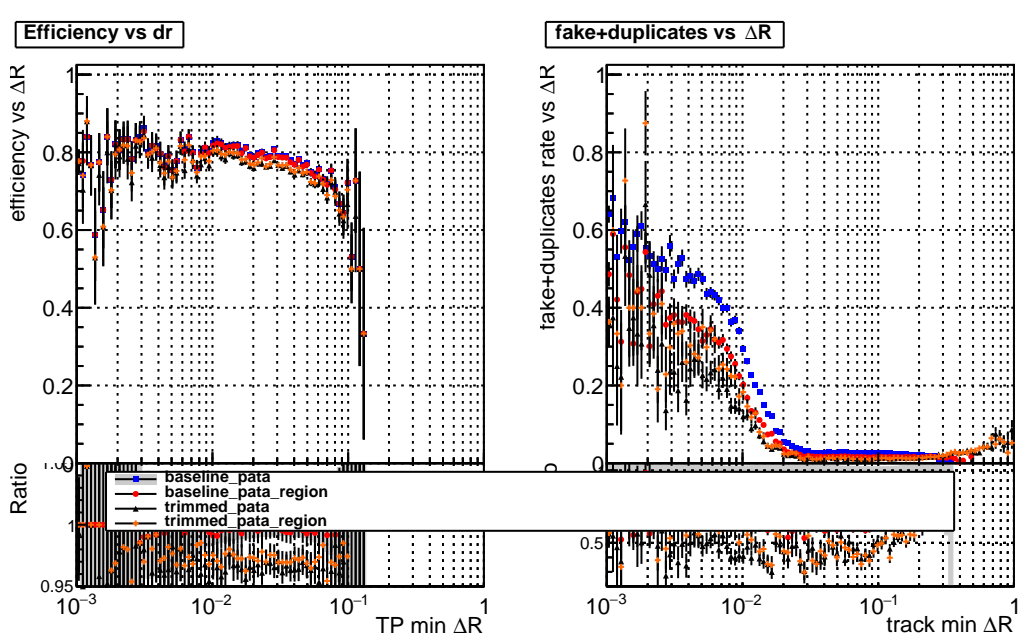 Efficiency vs dr
fake+duplicates vs ΔR
efficiency vs ΔR
1
0.8
0.6
0.4
0.2
0
fake+duplicates rate vs ΔR
1
0.8
0.6
0.4
0.2
0
Ratio
1
0.95
0.5
baseline_pata
baseline_pata_region
trimmed_pata
trimmed_pata_region
10⁻³
10⁻²
10⁻¹
1
TP min ΔR
10⁻³
10⁻²
10⁻¹
1
track min ΔR